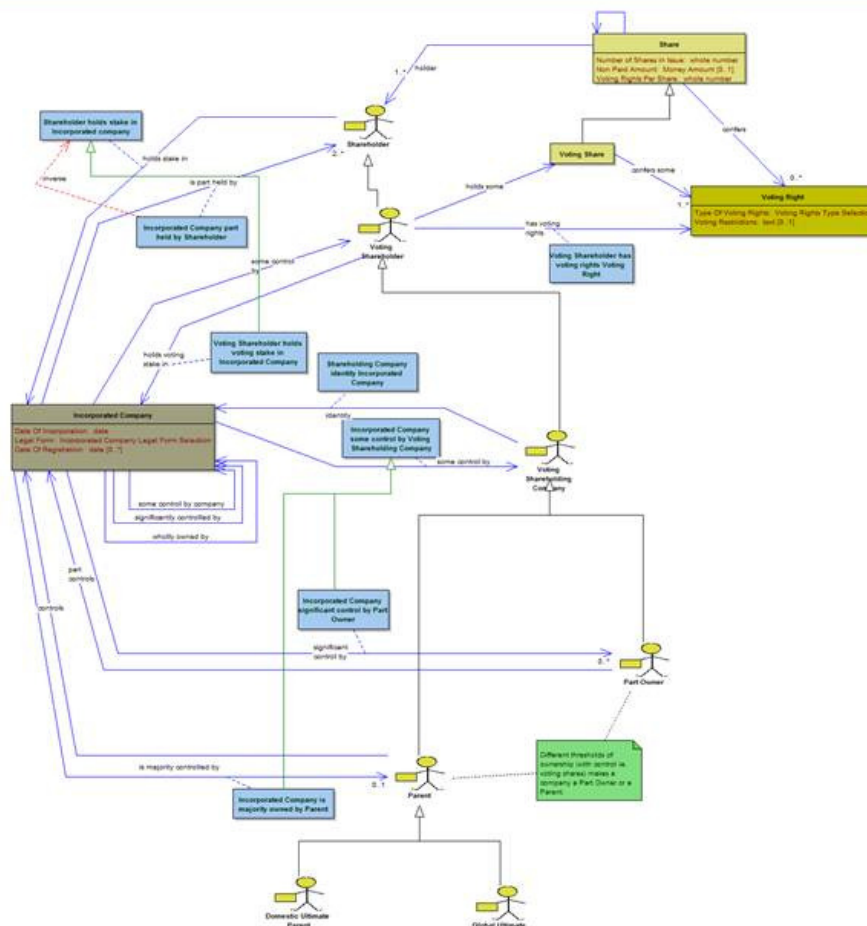 Share
Number of Shares in Issue: whole number
Non Paid Amount: Money Amount [0..1]
Voting Rights Per Share: whole number
1..*
holder
Shareholder holds stake in
Incorporated company
holds stake in
Shareholder
2..*
confers
Voting Share
inverse
is part held by
holds some
confers some
0..*
1..*
Voting Right
Type Of Voting Rights: Voting Rights Type Selection
Voting Restrictions: text [0..1]
Incorporated Company part
held by Shareholder
Voting
Shareholder
has voting
rights
some control
by
Voting Shareholder has
voting rights Voting
Right
Voting Shareholder holds
voting stake in
Incorporated Company
holds voting
stake in
Shareholding Company
identity Incorporated
Company
identity
Incorporated Company
Date Of Incorporation: date
Legal Form: Incorporated Company Legal Form Selection
Date Of Registration: date [0..*]
Incorporated Company
some control by Voting
Shareholding Company
some control by
Voting
Shareholding
Company
some control by company
significantly controlled by
wholly owned by
part
controls
controls
Incorporated Company
significant control by Part
Owner
significant
control by
0..*
Part Owner
Different thresholds of
ownership (with control ie
voting shares) makes a
company a Part Owner or a
Parent.
is majority controlled by
0..1
Parent
Incorporated Company is
majority owned by Parent
Domestic Ultimate
Parent
Global Ultimate